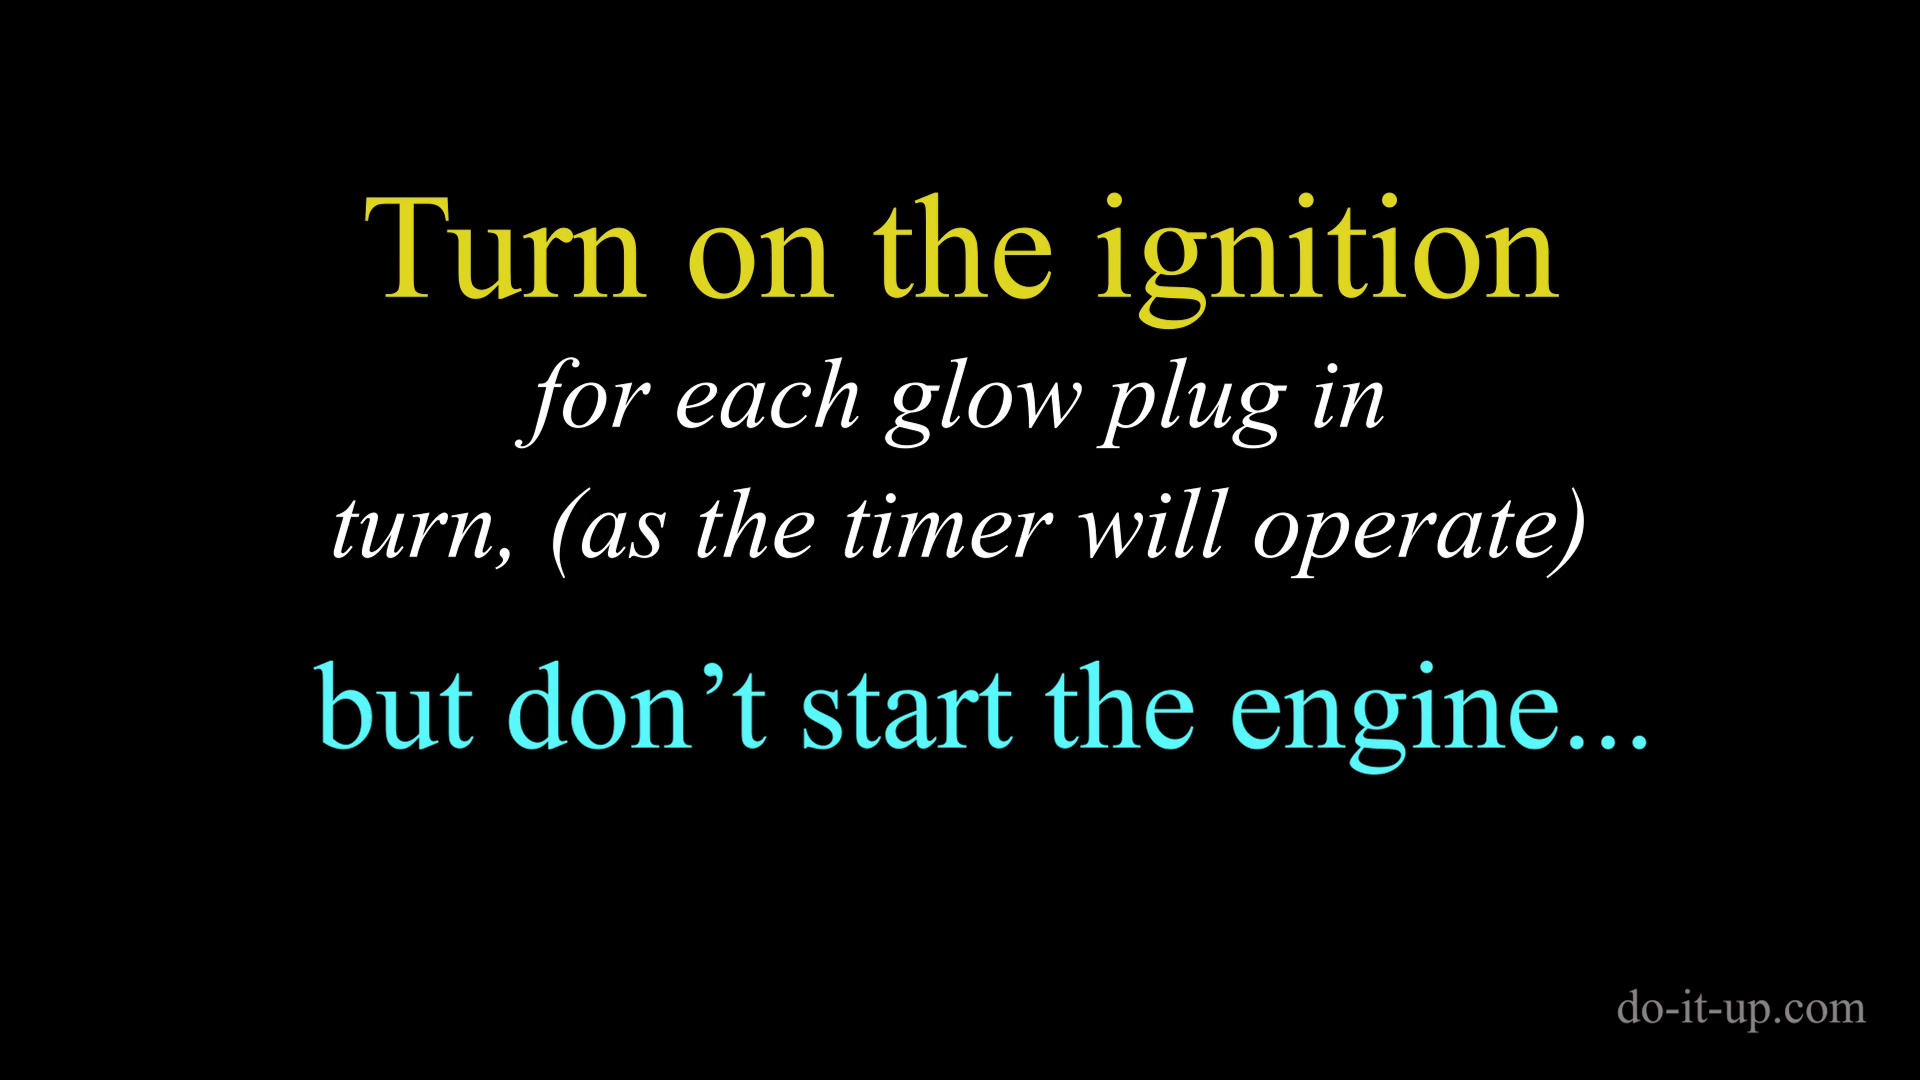 Turn on the ignition
for each glow plug in
turn, (as the timer will operate)
but don’t start the engine...
do-it-up.com